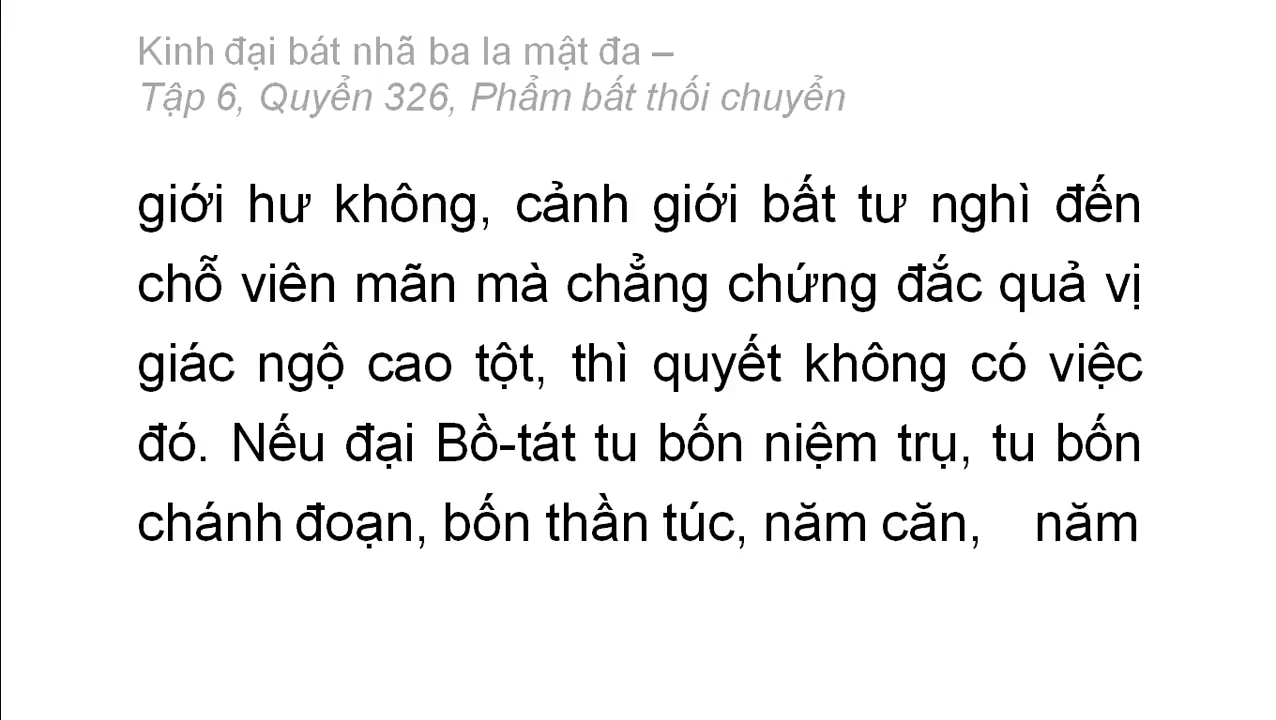 Kinh đại bát nhã ba la mật đa –
Tập 6, Quyển 326, Phẩm bất thối chuyển
giới hư không, cảnh giới bất tư nghì đến
chỗ viên mãn mà chẳng chứng đắc quả vị
giác ngộ cao tột, thì quyết không có việc
đó. Nếu đại Bồ-tát tu bốn niệm trụ, tu bốn
chánh đoạn, bốn thần túc, năm căn, năm